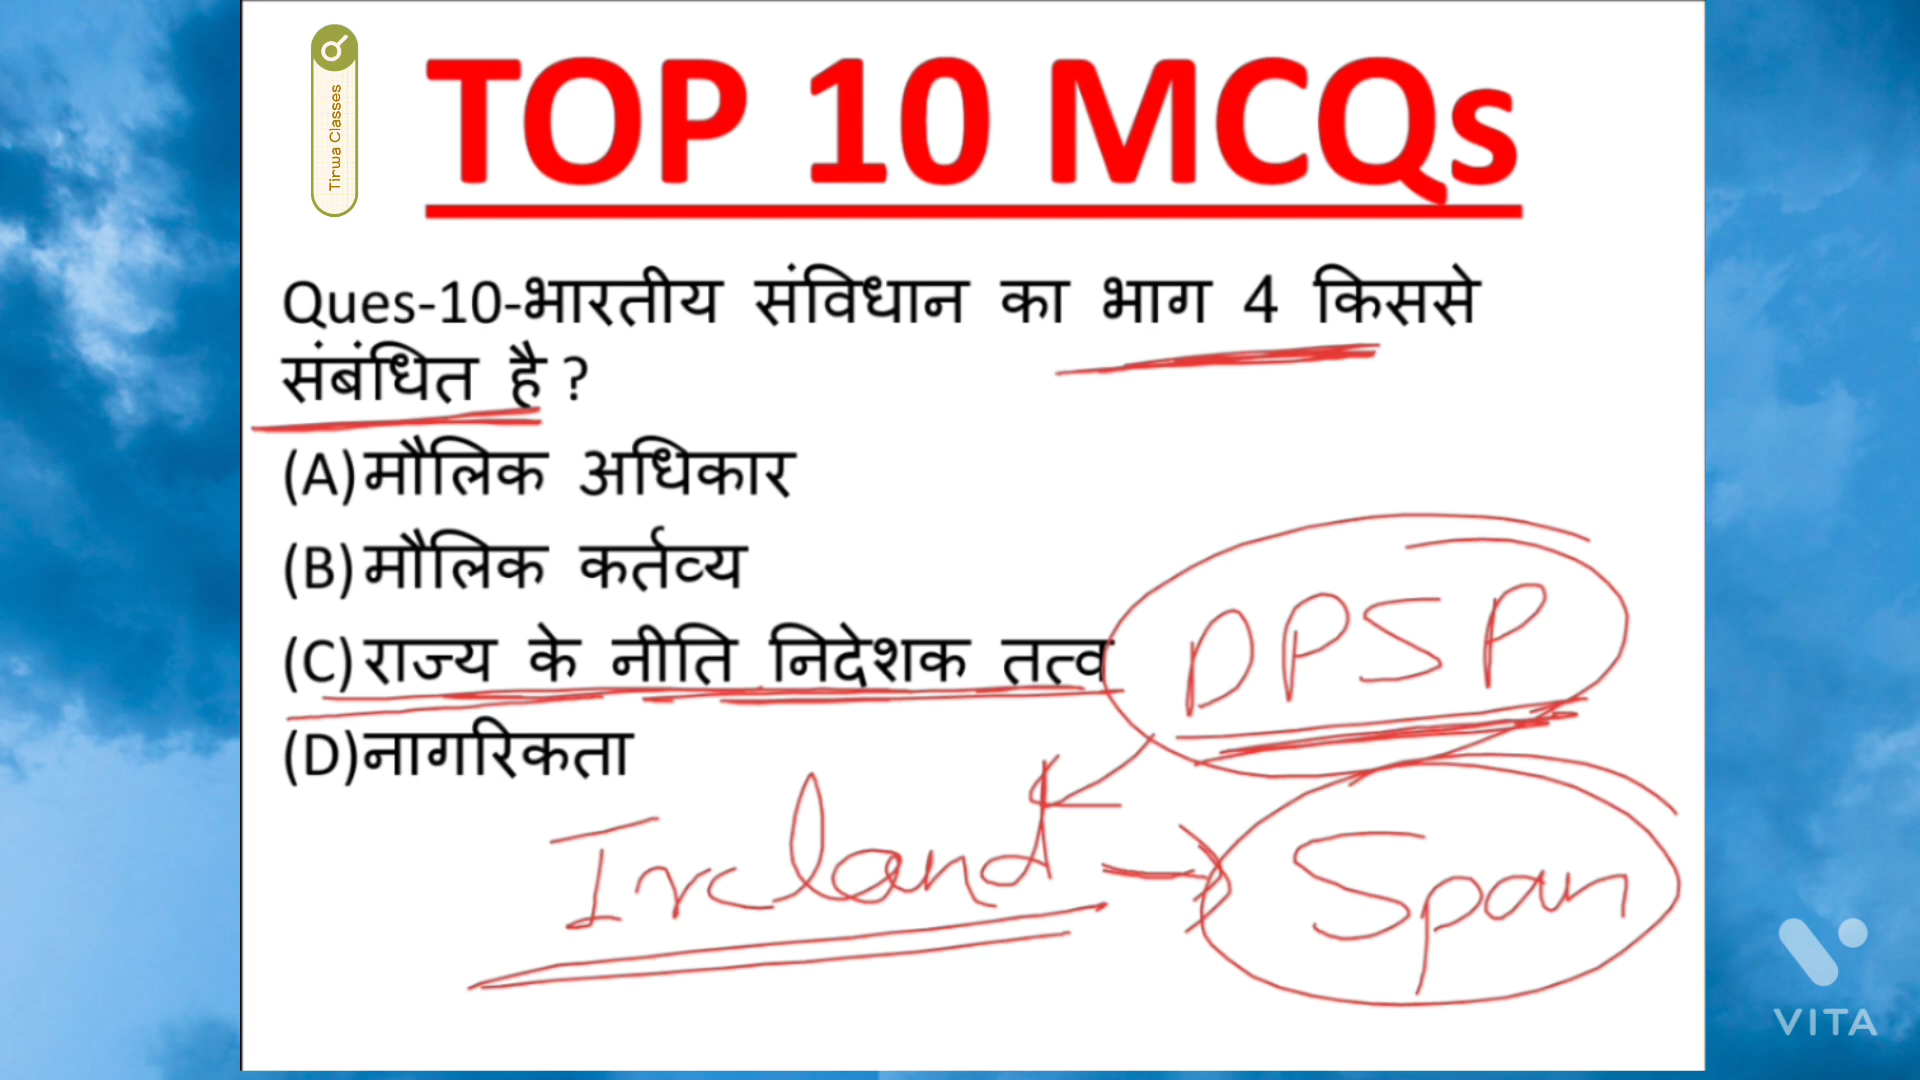 Tirwa Classes
TOP 10 MCQs
Ques-10-भारतीय संविधान का भाग 4 किससे
संबंधित है ?
(A)मौलिक अधिकार
(B)मौलिक कर्तव्य
(C)राज्य के नीति निदेशक तत्व
DPSP
(D)नागरिकता
Ireland
Span
VITA